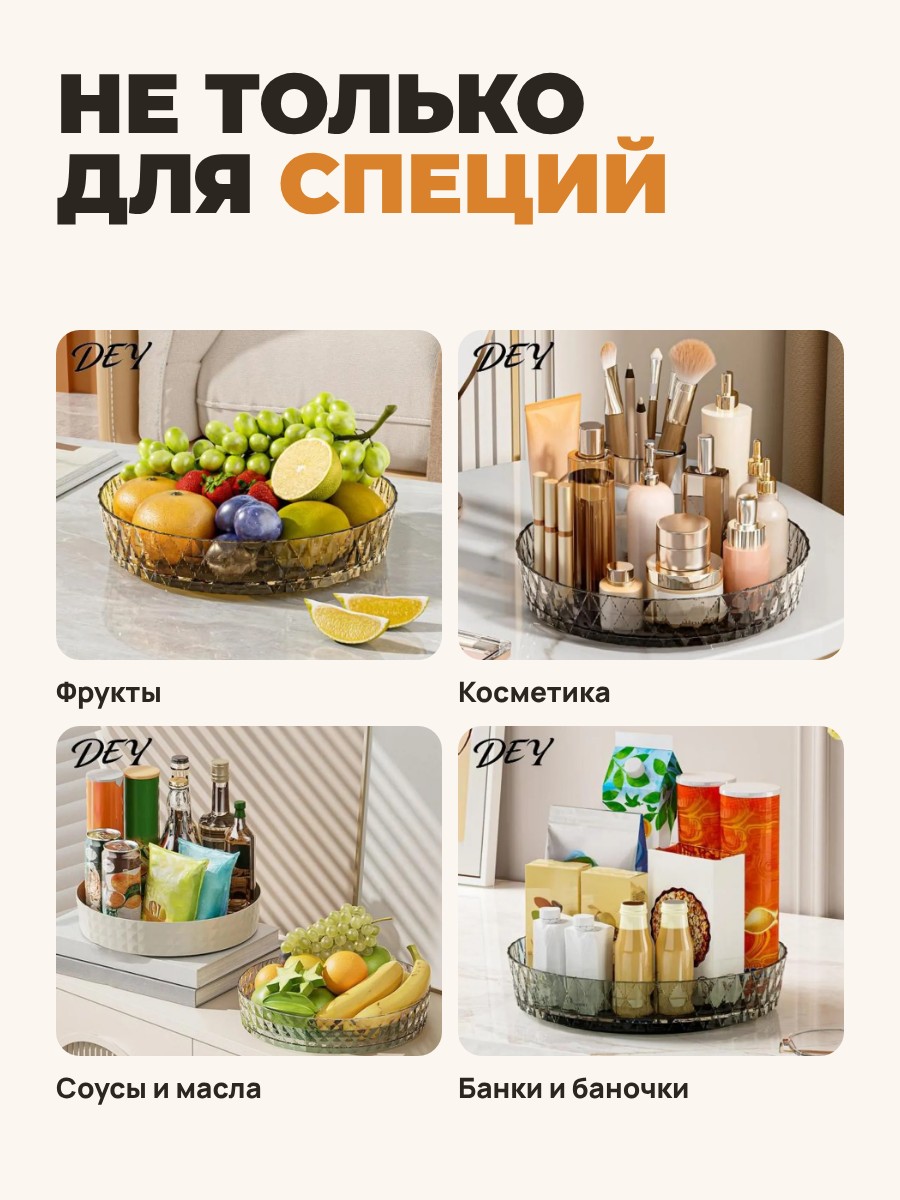 НЕ ТОЛЬКО
ДЛЯ СПЕЦИЙ
DEY
DEY
Фрукты
Косметика
DEY
DEY
Соусы и масла
Банки и баночки